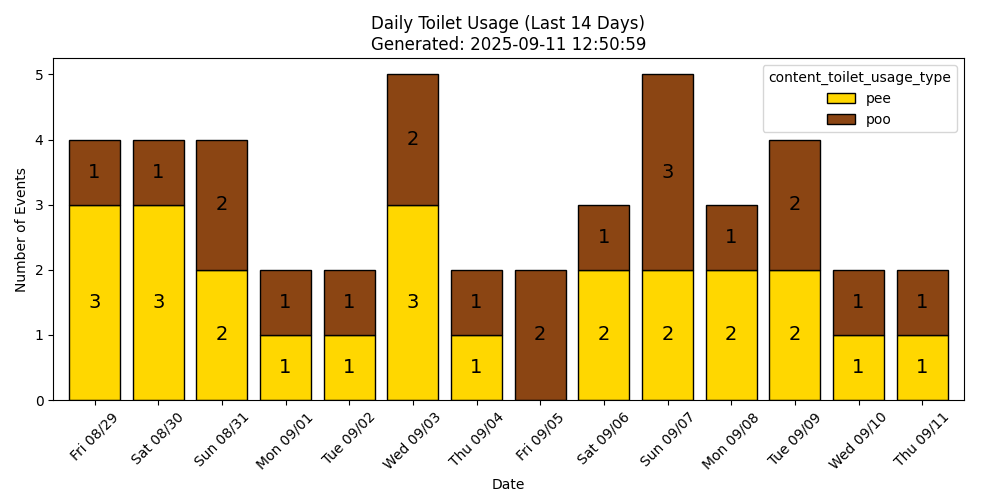 Daily Toilet Usage (Last 14 Days)
Generated: 2025-09-11 12:50:59
content_toilet_usage_type
pee
poo
Number of Events
5
4
3
2
1
0
1
1
2
1
1
2
1
2
1
3
1
2
1
1
3
3
2
1
1
3
1
2
2
2
2
1
1
Fri 08/29
Sat 08/30
Sun 08/31
Mon 09/01
Tue 09/02
Wed 09/03
Thu 09/04
Fri 09/05
Sat 09/06
Sun 09/07
Mon 09/08
Tue 09/09
Wed 09/10
Thu 09/11
Date